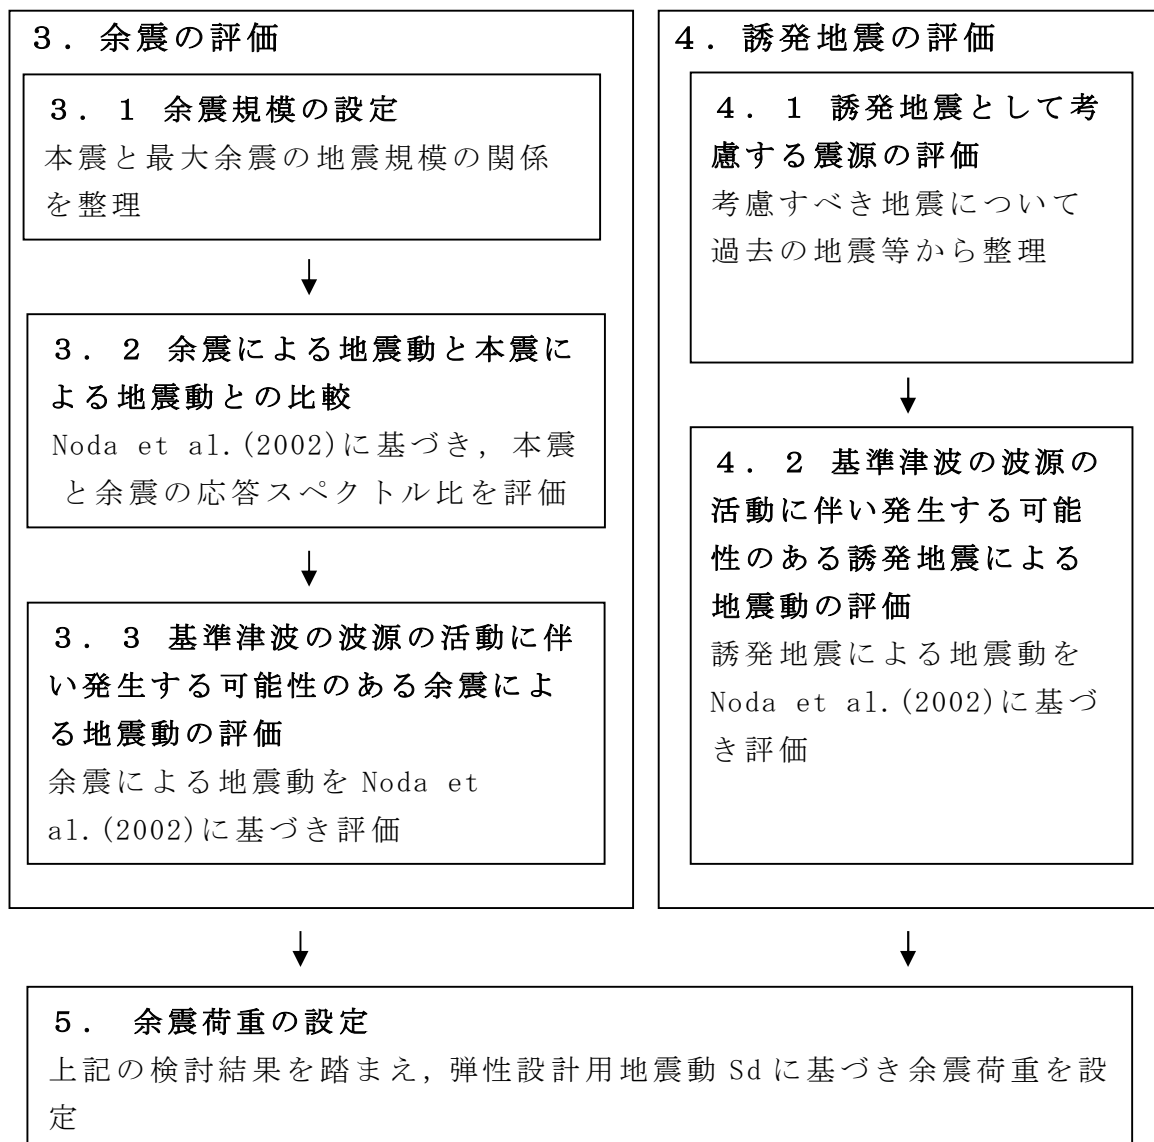 ３．余震の評価
３．１ 余震規模の設定
本震と最大余震の地震規模の関係
を整理
３．２ 余震による地震動と本震に
よる地震動との比較
Noda et al.(2002)に基づき，本震
と余震の応答スペクトル比を評価
３．３ 基準津波の波源の活動に伴
い発生する可能性のある余震によ
る地震動の評価
余震による地震動を Noda et
al.(2002)に基づき評価
４．誘発地震の評価
４．１ 誘発地震として考
慮する震源の評価
考慮すべき地震について
過去の地震等から整理
４．２ 基準津波の波源の
活動に伴い発生する可能
性のある誘発地震による
地震動の評価
誘発地震による地震動を
Noda et al.(2002)に基づ
き評価
５． 余震荷重の設定
上記の検討結果を踏まえ，弾性設計用地震動 Sd に基づき余震荷重を設
定